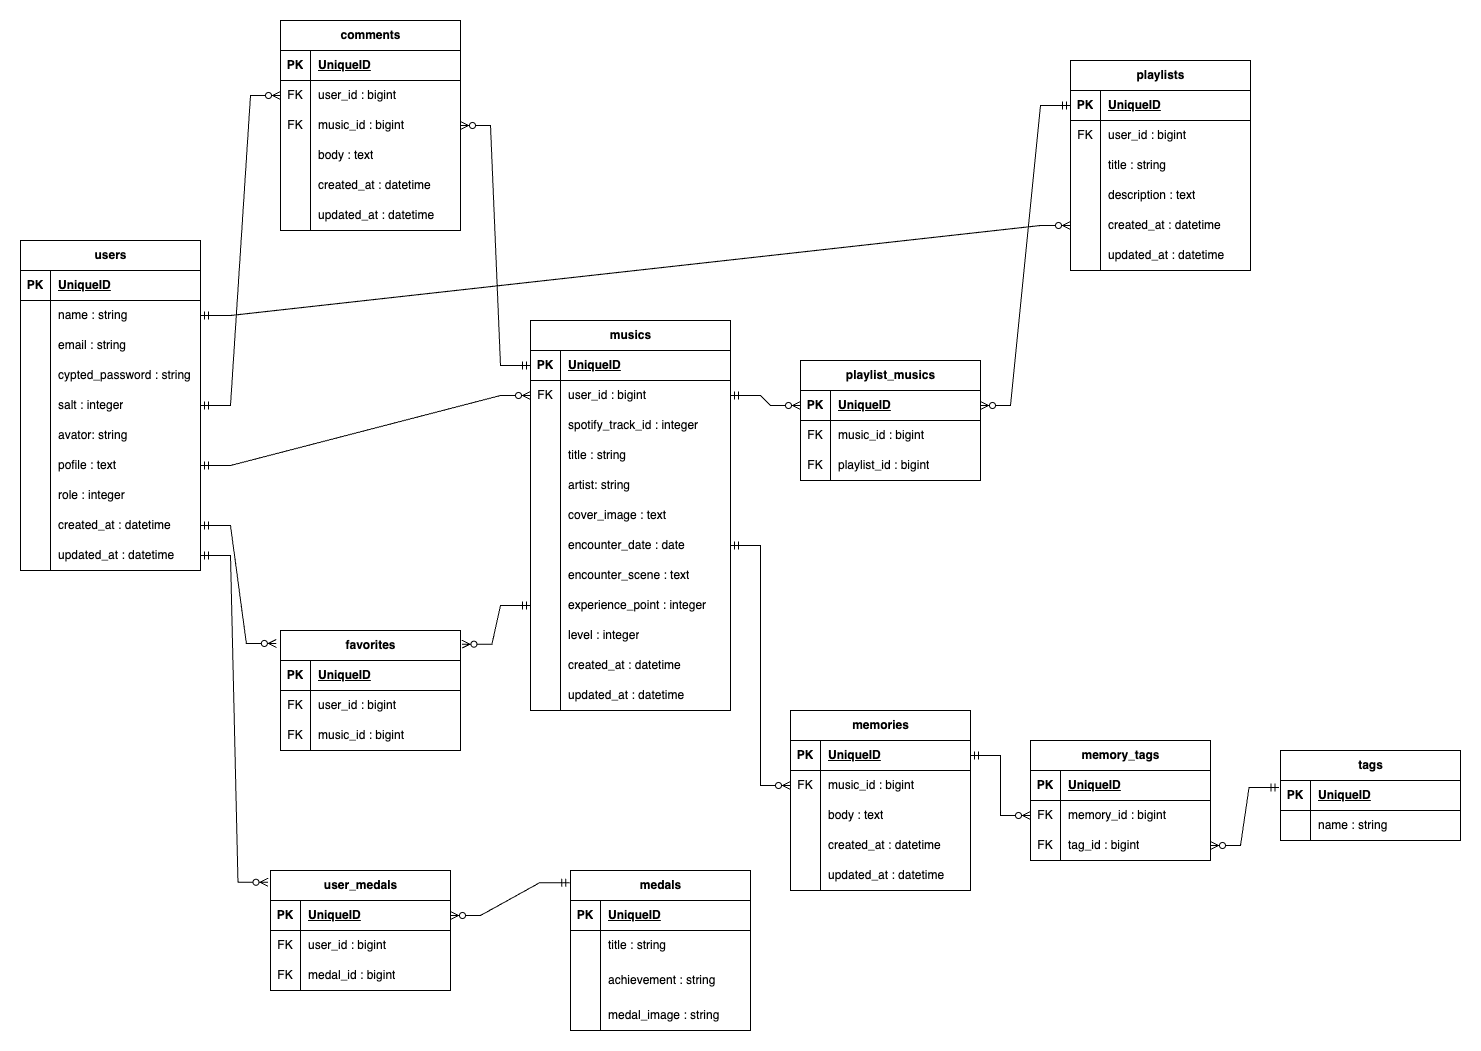 comments
PK UniqueID
FK user_id : bigint
FK music_id : bigint
body : text
created_at : datetime
updated_at : datetime
playlists
PK UniqueID
FK user_id : bigint
title : string
description : text
created_at : datetime
updated_at : datetime
users
PK UniqueID
name : string
email : string
cypted_password : string
salt : integer
avator: string
pofile : text
role : integer
created_at : datetime
updated_at : datetime
musics
PK UniqueID
FK user_id : bigint
spotify_track_id : integer
title : string
artist: string
cover_image : text
encounter_date : date
encounter_scene : text
experience_point : integer
level : integer
created_at : datetime
updated_at : datetime
playlist_musics
PK UniqueID
FK music_id : bigint
FK playlist_id : bigint
favorites
PK UniqueID
FK user_id : bigint
FK music_id : bigint
memories
PK UniqueID
FK music_id : bigint
body : text
created_at : datetime
updated_at : datetime
memory_tags
PK UniqueID
FK memory_id : bigint
FK tag_id : bigint
tags
PK UniqueID
name : string
user_medals
PK UniqueID
FK user_id : bigint
FK medal_id : bigint
medals
PK UniqueID
title : string
achievement : string
medal_image : string